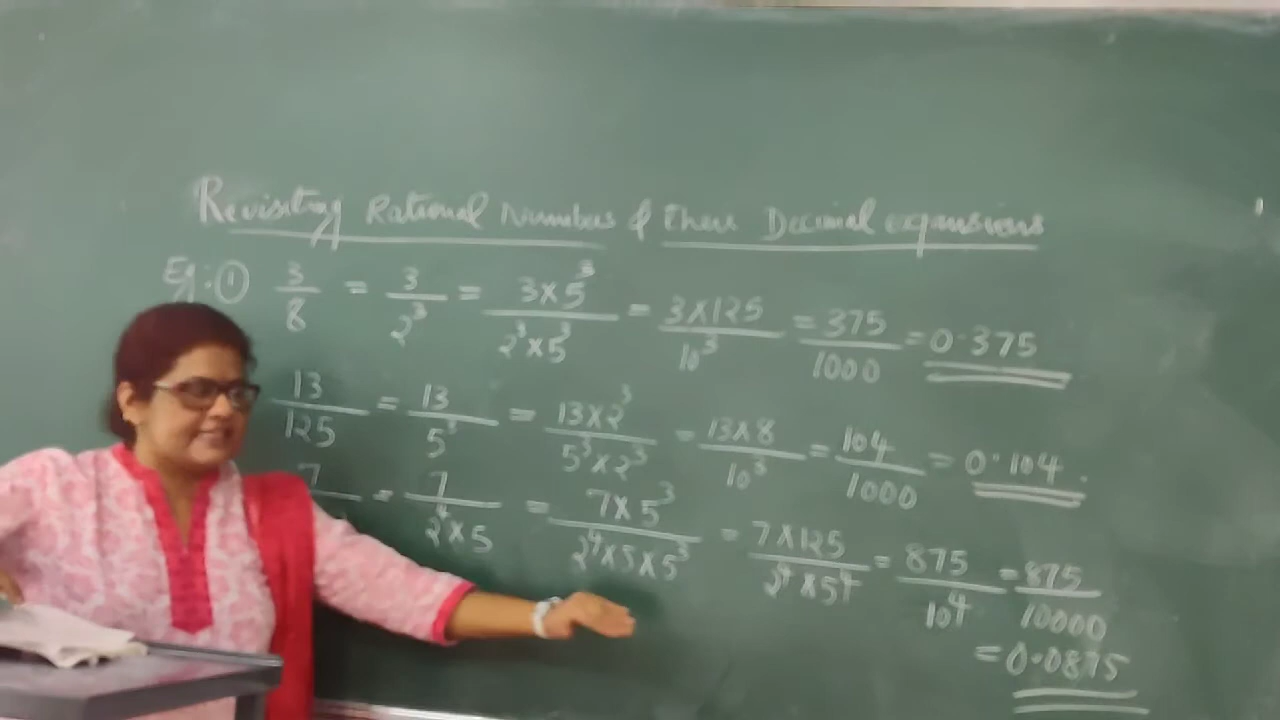 Revisiting Rational Numbers & their Decimal expansions
Eg:① 3/8 = 3/2³ = 3×5³/2³×5³ = 3×125/10³ = 375/1000 = 0.375
13/125 = 13/5³ = 13×2³/5³×2³ = 13×8/10³ = 104/1000 = 0.104.
7/ = 7/2⁴×5 = 7×5³/2⁴×5×5³ = 7×125/2⁴×5⁴ = 875/10⁴ = 875/10000
= 0.0875